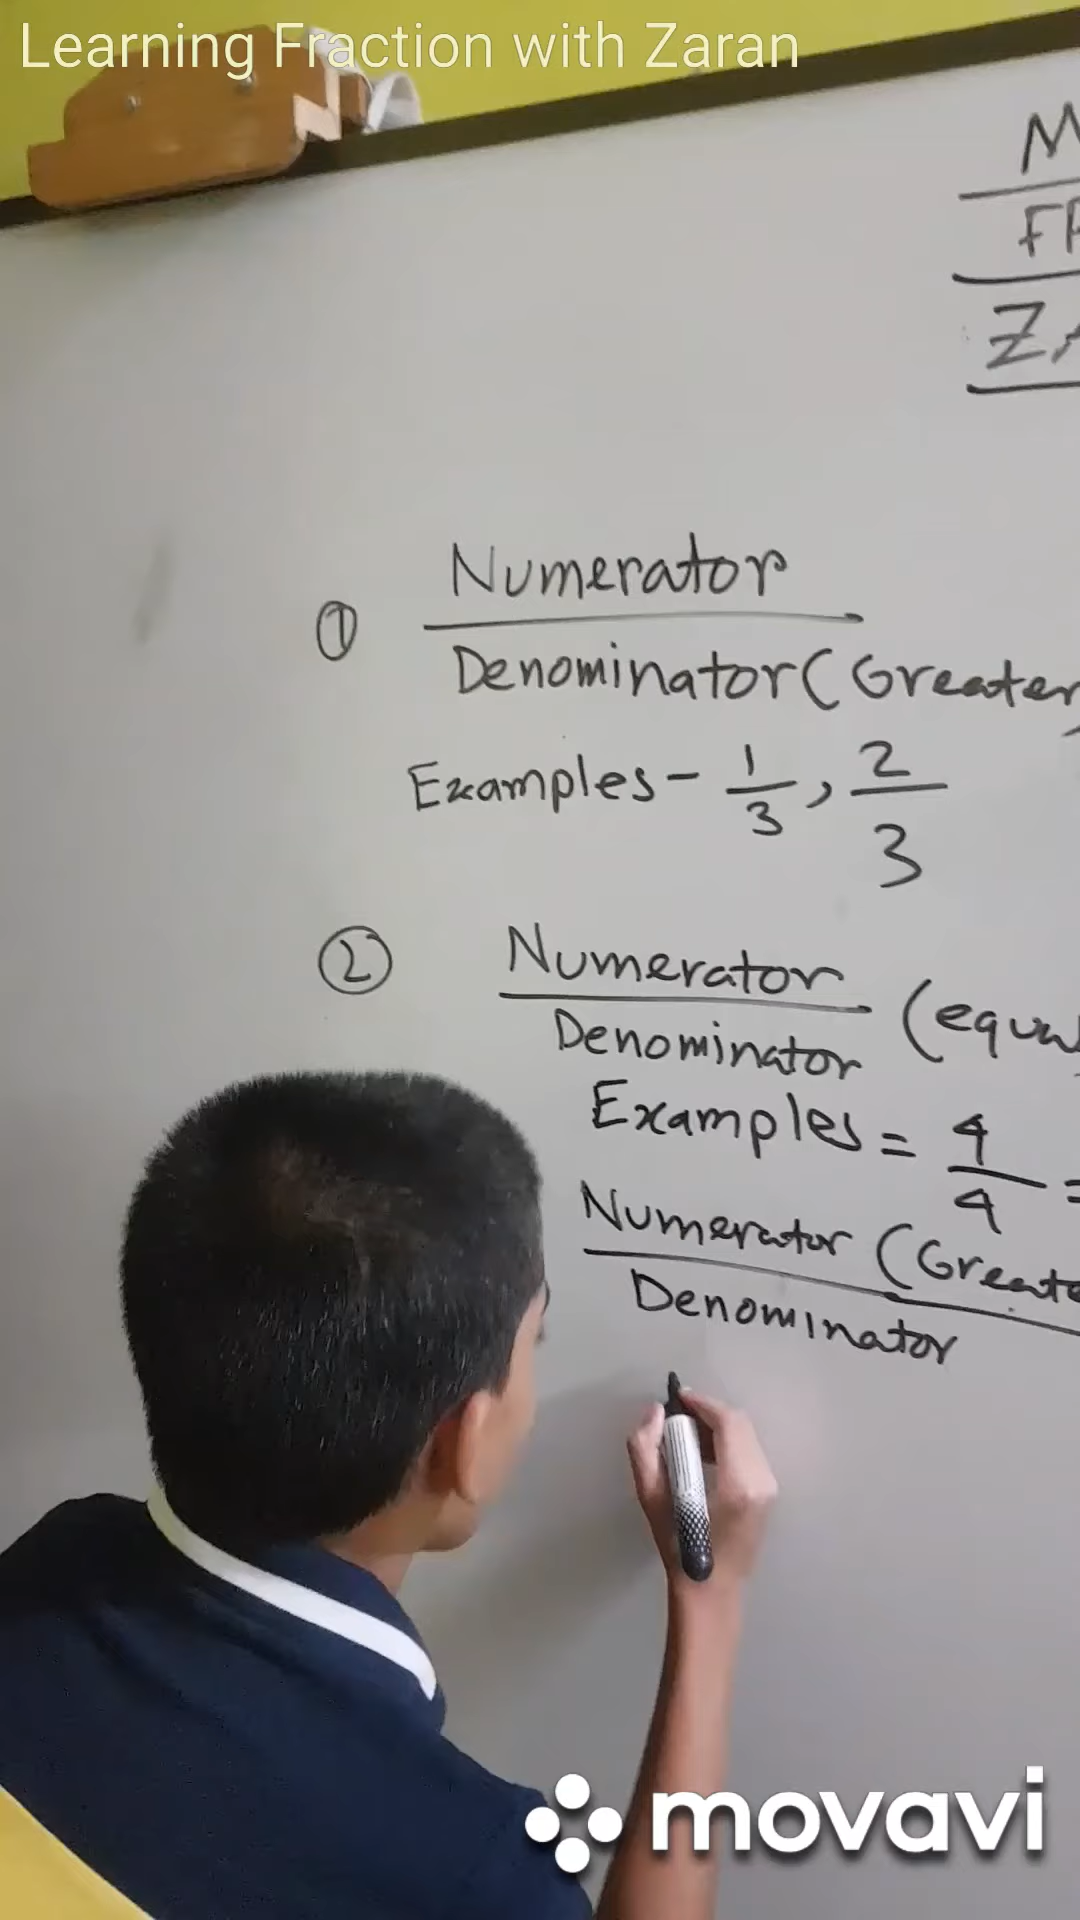 Learning Fraction with Zaran
M
FR
ZA
① Numerator
Denominator (Greater)
Examples - 1/3, 2/3
② Numerator
Denominator (equal
Examples = 4/4 =
Numerator (Greate
Denominator
movavi